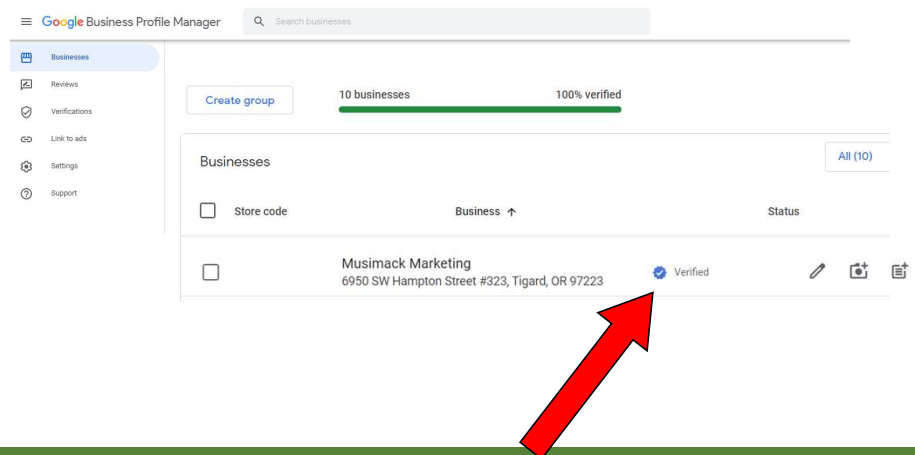 Google Business Profile Manager
Search businesses
Businesses
Reviews
Verifications
Link to ads
Settings
Support
Create group
10 businesses
100% verified
Businesses
All (10)
Store code
Business ↑
Status
Musimack Marketing
Verified
6950 SW Hampton Street #323, Tigard, OR 97223